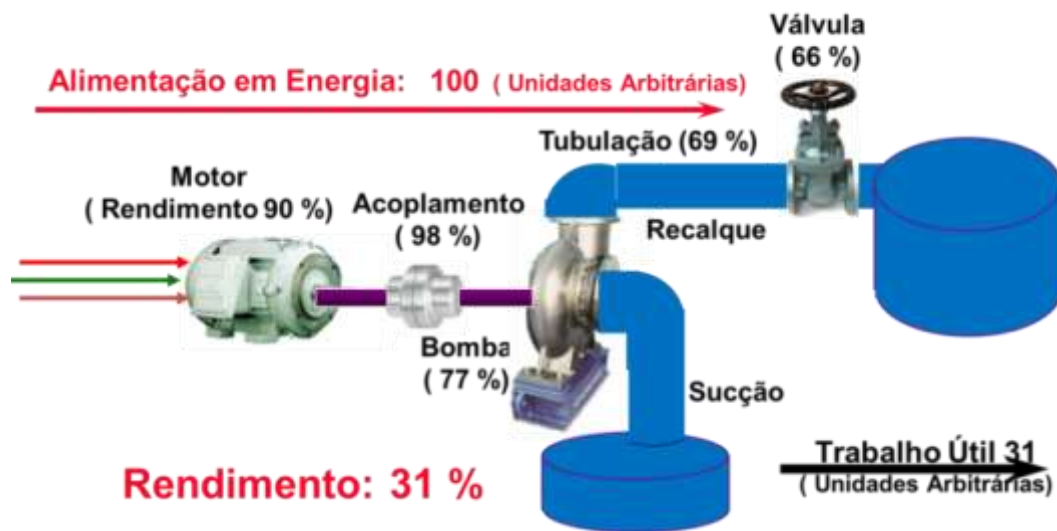 Válvula
( 66 %)
Alimentação em Energia: 100 ( Unidades Arbitrárias)
Tubulação (69 %)
Motor
( Rendimento 90 %)
Acoplamento
( 98 %)
Recalque
Bomba
( 77 %)
Sucção
Trabalho Útil 31
( Unidades Arbitrárias)
Rendimento: 31 %